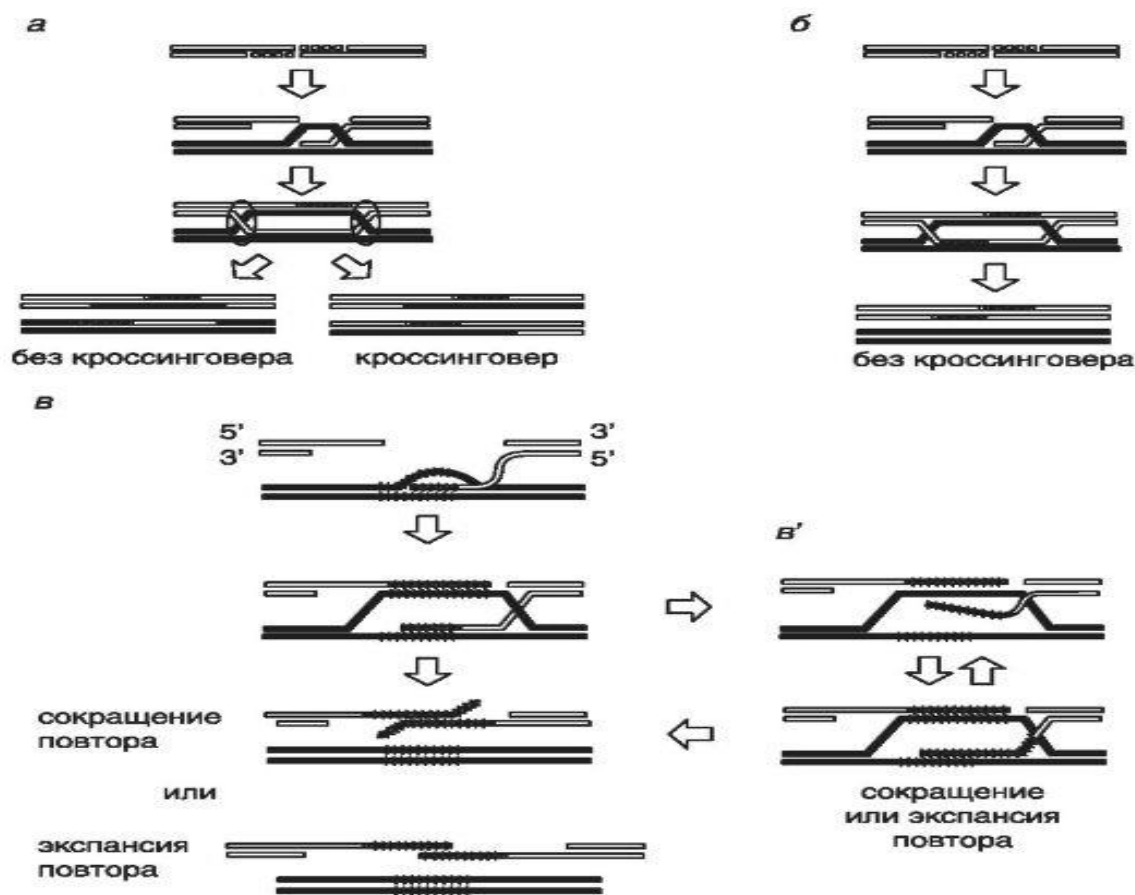 а
б
без кроссинговера
кроссинговер
без кроссинговера
в
5'
3'
3'
5'
в'
сокращение
повтора
или
экспансия
повтора
сокращение
или экспансия
повтора